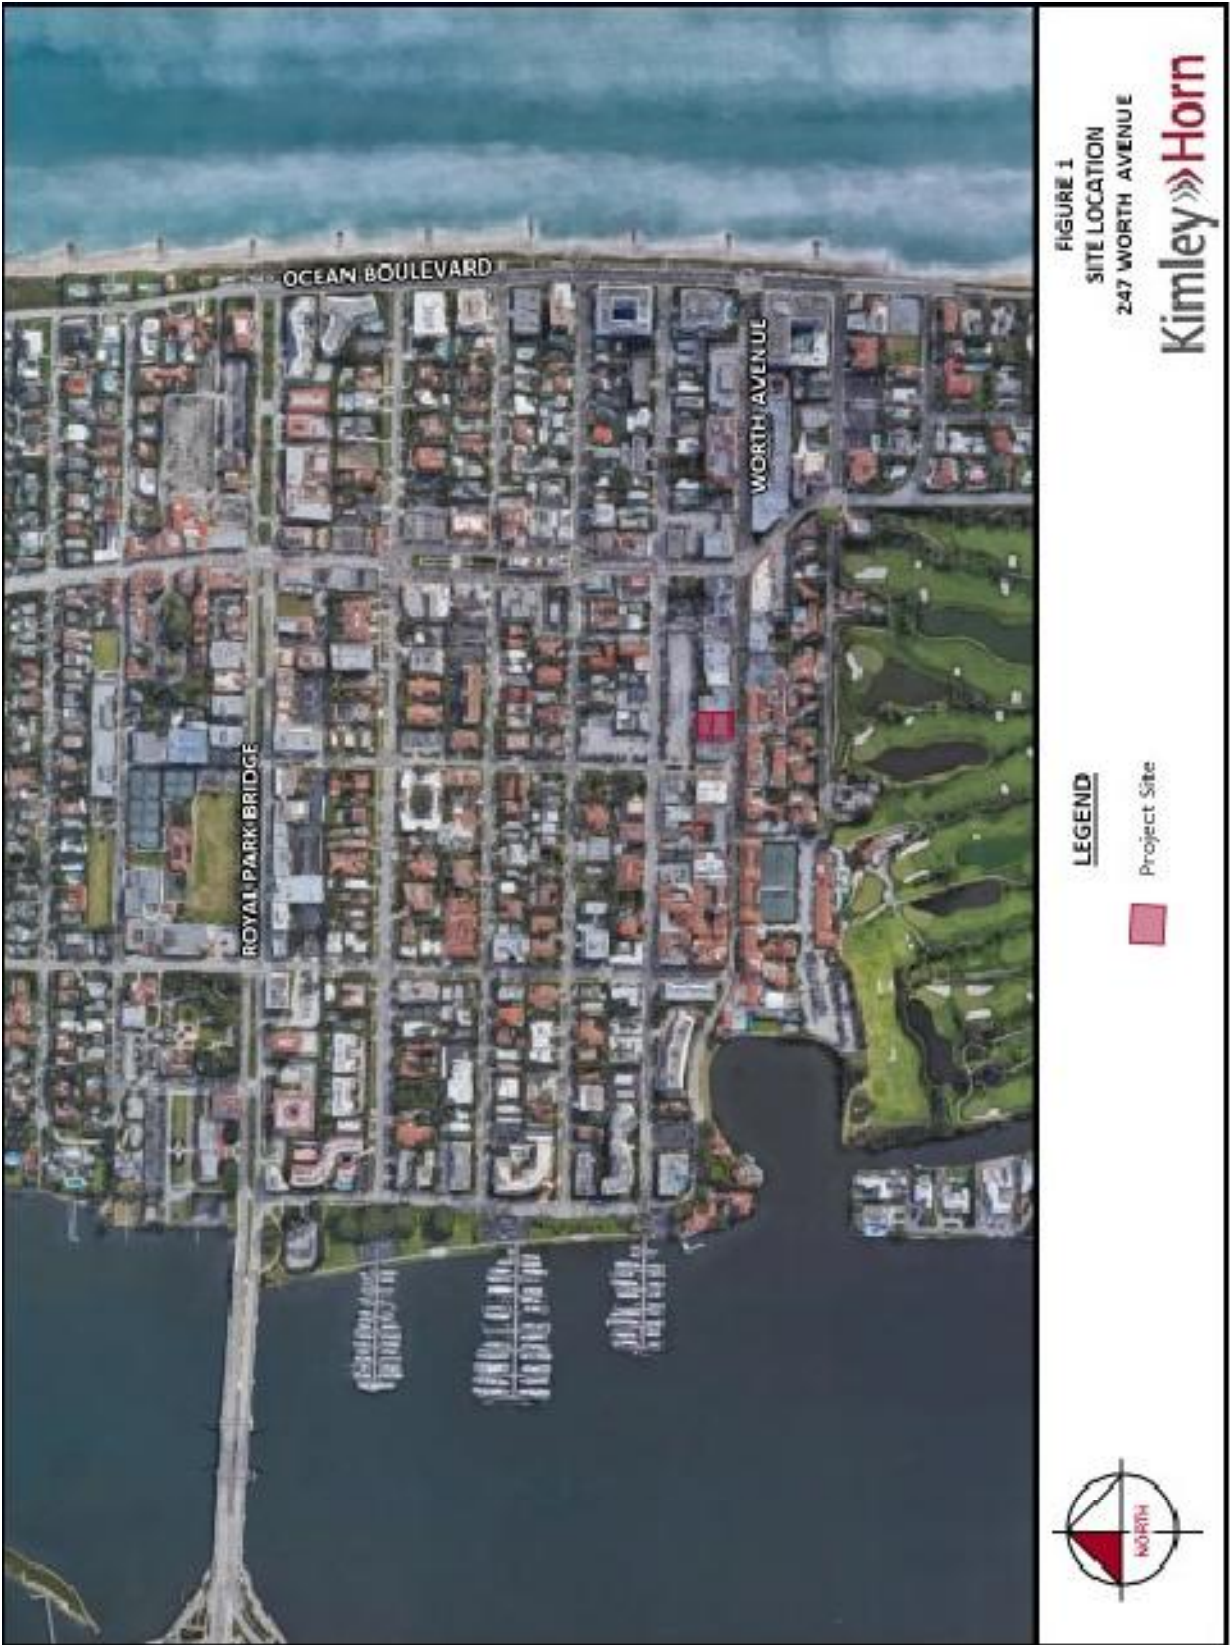 OCEAN BOULEVARD
WORTH AVENUE
ROYAL PARK BRIDGE
FIGURE 1
SITE LOCATION
247 WORTH AVENUE
Kimley»Horn
LEGEND
Project Site
NORTH